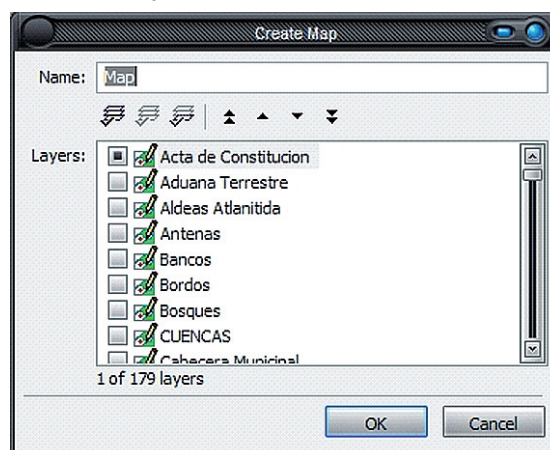 Create Map
Name: Map
Layers:
Acta de Constitucion
Aduana Terrestre
Aldeas Atlanitida
Antenas
Bancos
Bordos
Bosques
CUENCAS
Cabecera Municipal
1 of 179 layers
OK Cancel